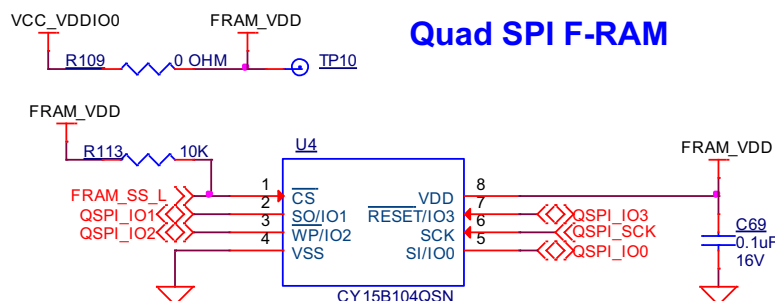 VCC_VDDIO0
FRAM_VDD
Quad SPI F-RAM
R109
0 OHM
TP10
FRAM_VDD
R113
10K
U4
FRAM_VDD
FRAM_SS_L
1
CS
VDD
8
QSPI_IO1
2
SO/IO1
RESET/IO3
7
QSPI_IO3
QSPI_IO2
3
WP/IO2
SCK
6
QSPI_SCK
4
VSS
SI/IO0
5
QSPI_IO0
C69
0.1uF
16V
CY15B104QSN